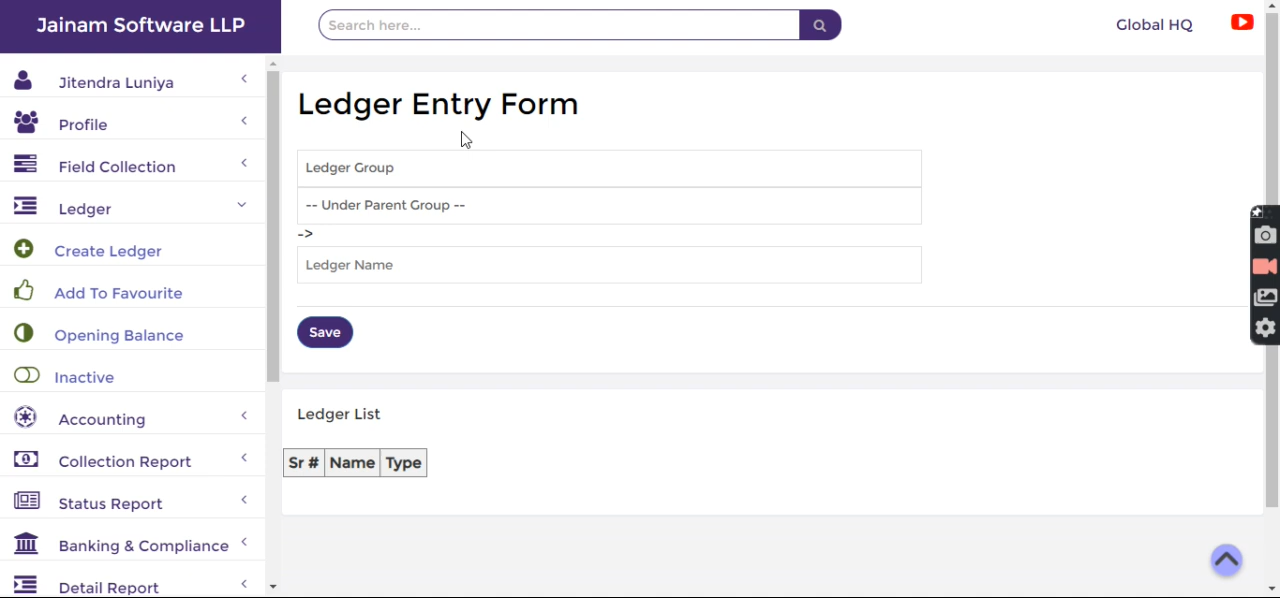 Jainam Software LLP
Search here...
Global HQ
Jitendra Luniya
Profile
Field Collection
Ledger
Create Ledger
Add To Favourite
Opening Balance
Inactive
Accounting
Collection Report
Status Report
Banking & Compliance
Detail Report
Ledger Entry Form
Ledger Group
-- Under Parent Group --
->
Ledger Name
Save
Ledger List
Sr # Name Type